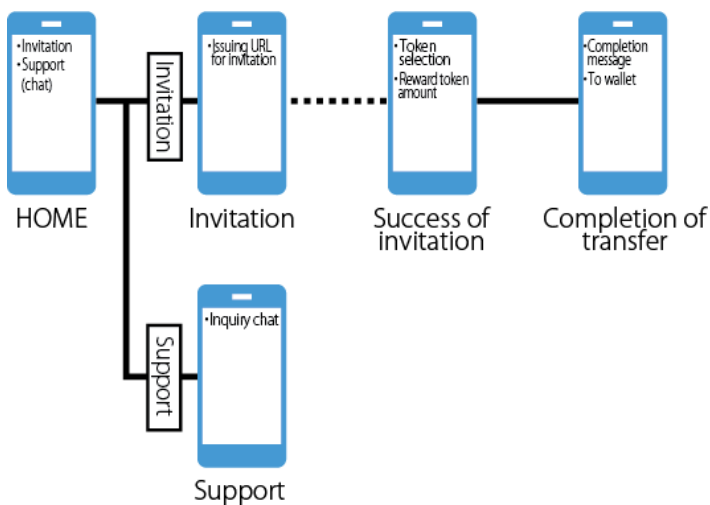 •Invitation
•Support
(chat)
HOME
Invitation
•Issuing URL
for invitation
Invitation
•Token
selection
•Reward token
amount
Success of
invitation
•Completion
message
•To wallet
Completion of
transfer
Support
•Inquiry chat
Support